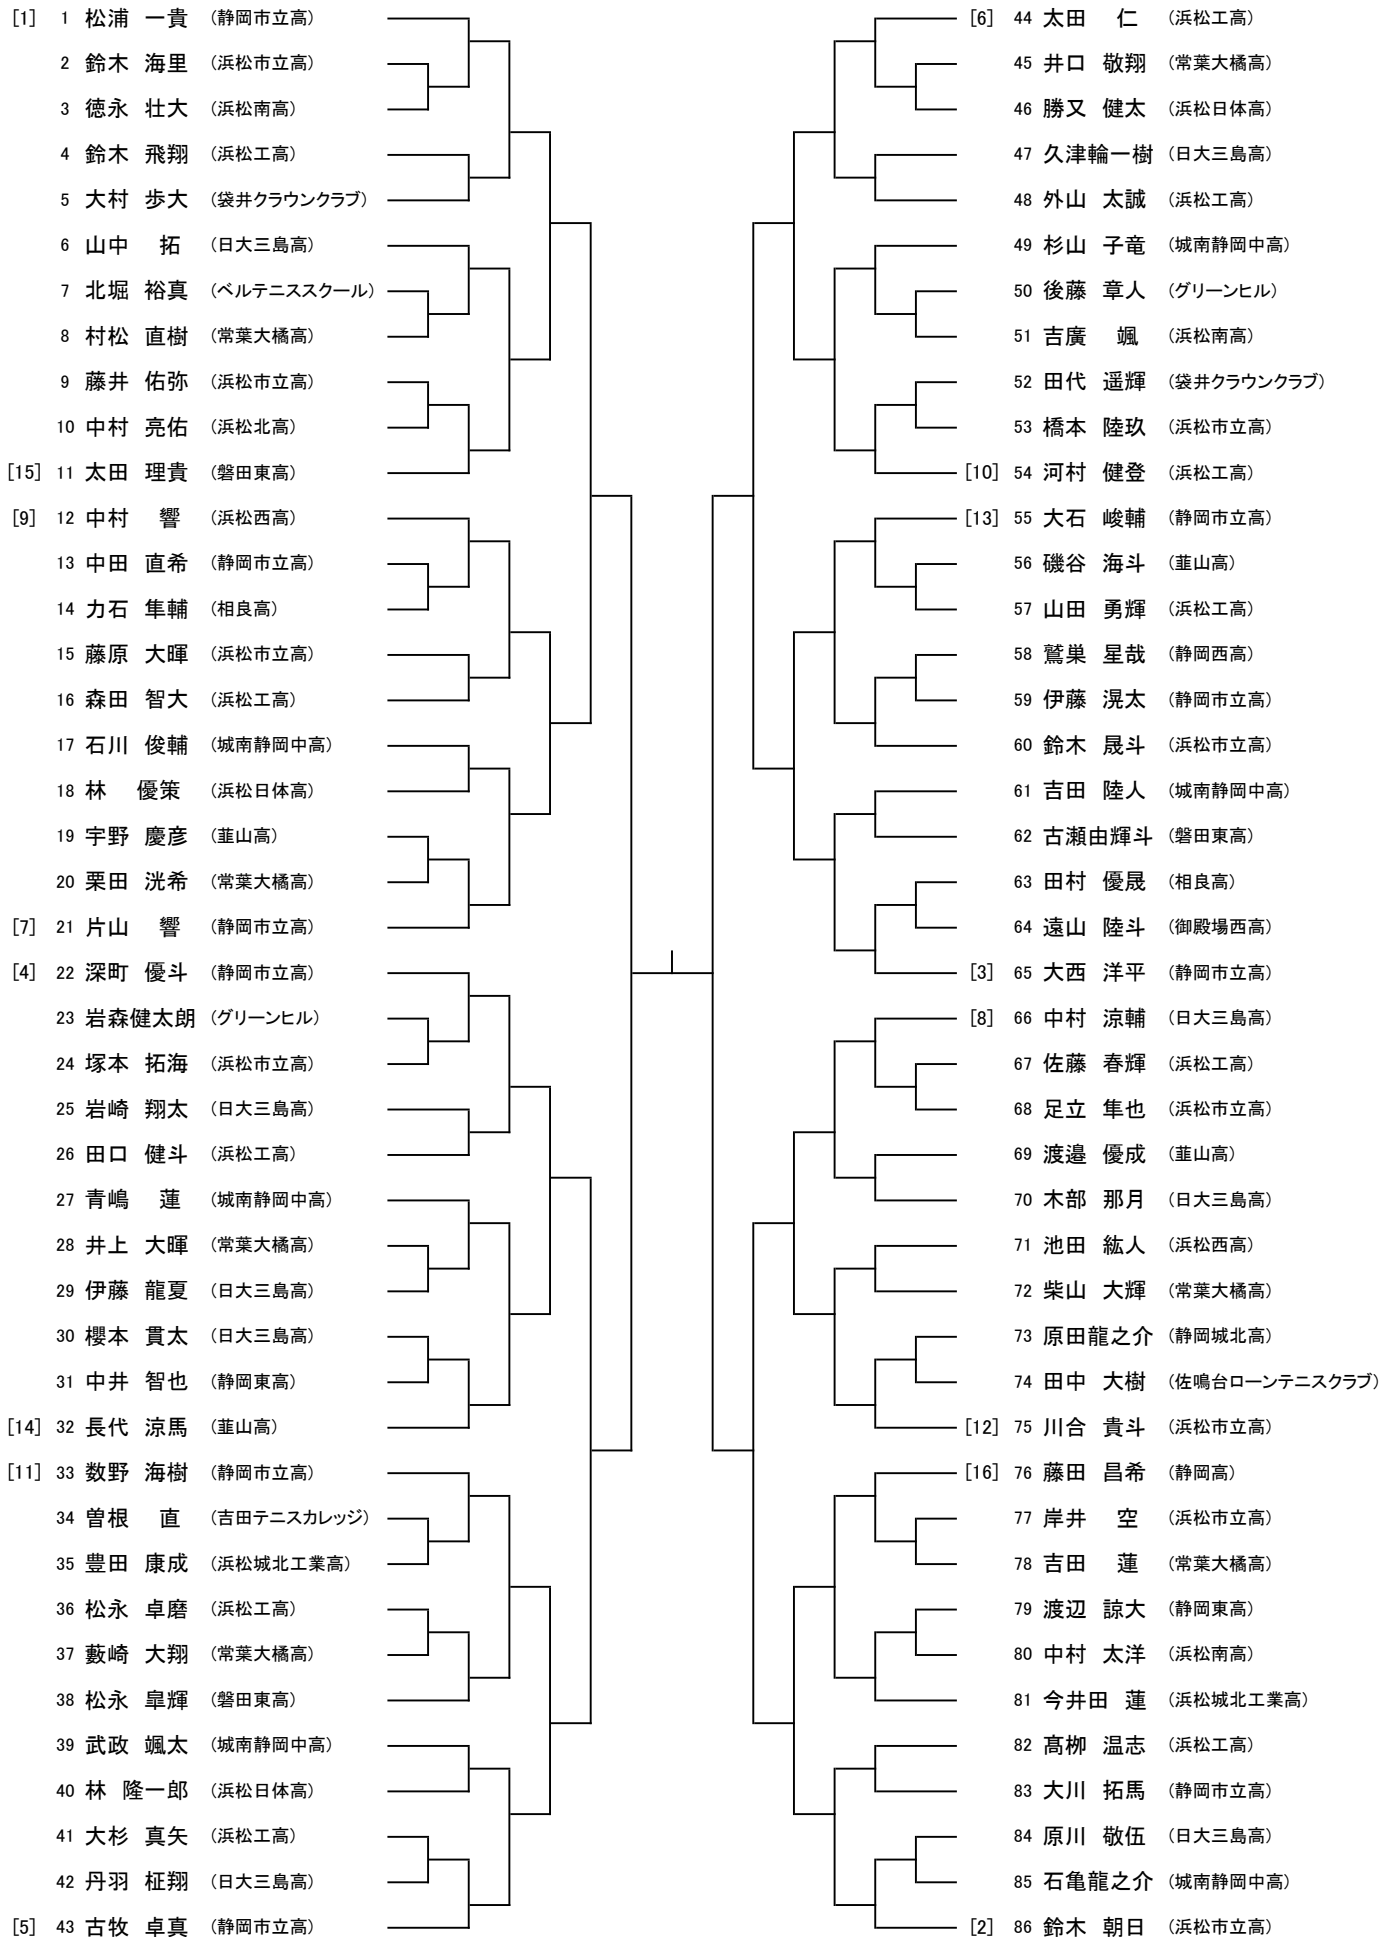 [1] 1 松浦 一貴 (静岡市立高)
2 鈴木 海里 (浜松市立高)
3 徳永 壮大 (浜松南高)
4 鈴木 飛翔 (浜松工高)
5 大村 歩大 (袋井クラウンクラブ)
6 山中 拓 (日大三島高)
7 北堀 裕真 (ベルテニススクール)
8 村松 直樹 (常葉大橘高)
9 藤井 佑弥 (浜松市立高)
10 中村 亮佑 (浜松北高)
[15] 11 太田 理貴 (磐田東高)
[9] 12 中村 響 (浜松西高)
13 中田 直希 (静岡市立高)
14 力石 隼輔 (相良高)
15 藤原 大暉 (浜松市立高)
16 森田 智大 (浜松工高)
17 石川 俊輔 (城南静岡中高)
18 林 優策 (浜松日体高)
19 宇野 慶彦 (韮山高)
20 栗田 洸希 (常葉大橘高)
[7] 21 片山 響 (静岡市立高)
[4] 22 深町 優斗 (静岡市立高)
23 岩森健太朗 (グリーンヒル)
24 塚本 拓海 (浜松市立高)
25 岩崎 翔太 (日大三島高)
26 田口 健斗 (浜松工高)
27 青嶋 蓮 (城南静岡中高)
28 井上 大暉 (常葉大橘高)
29 伊藤 龍夏 (日大三島高)
30 櫻本 貫太 (日大三島高)
31 中井 智也 (静岡東高)
[14] 32 長代 涼馬 (韮山高)
[11] 33 数野 海樹 (静岡市立高)
34 曽根 直 (吉田テニスカレッジ)
35 豊田 康成 (浜松城北工業高)
36 松永 卓磨 (浜松工高)
37 藪崎 大翔 (常葉大橘高)
38 松永 皐輝 (磐田東高)
39 武政 颯太 (城南静岡中高)
40 林 隆一郎 (浜松日体高)
41 大杉 真矢 (浜松工高)
42 丹羽 柾翔 (日大三島高)
[5] 43 古牧 卓真 (静岡市立高)
[6] 44 太田 仁 (浜松工高)
45 井口 敬翔 (常葉大橘高)
46 勝又 健太 (浜松日体高)
47 久津輪一樹 (日大三島高)
48 外山 太誠 (浜松工高)
49 杉山 子竜 (城南静岡中高)
50 後藤 章人 (グリーンヒル)
51 吉廣 颯 (浜松南高)
52 田代 遥輝 (袋井クラウンクラブ)
53 橋本 陸玖 (浜松市立高)
[10] 54 河村 健登 (浜松工高)
[13] 55 大石 峻輔 (静岡市立高)
56 磯谷 海斗 (韮山高)
57 山田 勇輝 (浜松工高)
58 鷲巣 星哉 (静岡西高)
59 伊藤 滉太 (静岡市立高)
60 鈴木 晟斗 (浜松市立高)
61 吉田 陸人 (城南静岡中高)
62 古瀬由輝斗 (磐田東高)
63 田村 優晟 (相良高)
64 遠山 陸斗 (御殿場西高)
[3] 65 大西 洋平 (静岡市立高)
[8] 66 中村 涼輔 (日大三島高)
67 佐藤 春輝 (浜松工高)
68 足立 隼也 (浜松市立高)
69 渡邉 優成 (韮山高)
70 木部 那月 (日大三島高)
71 池田 紘人 (浜松西高)
72 柴山 大輝 (常葉大橘高)
73 原田龍之介 (静岡城北高)
74 田中 大樹 (佐鳴台ローンテニスクラブ)
[12] 75 川合 貴斗 (浜松市立高)
[16] 76 藤田 昌希 (静岡高)
77 岸井 空 (浜松市立高)
78 吉田 蓮 (常葉大橘高)
79 渡辺 諒大 (静岡東高)
80 中村 太洋 (浜松南高)
81 今井田 蓮 (浜松城北工業高)
82 髙栁 温志 (浜松工高)
83 大川 拓馬 (静岡市立高)
84 原川 敬伍 (日大三島高)
85 石亀龍之介 (城南静岡中高)
[2] 86 鈴木 朝日 (浜松市立高)